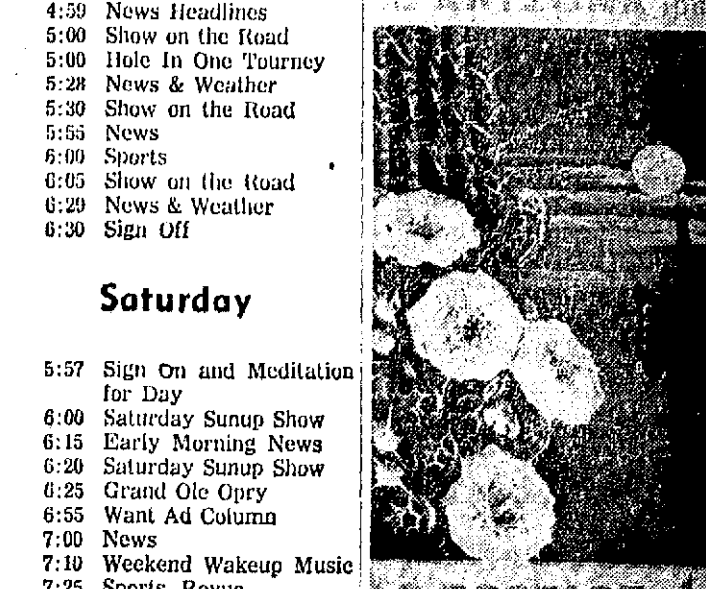 4:59 News Headlines
5:00 Show on the Road
5:00 Hole In One Tourney
5:28 News & Weather
5:30 Show on the Road
5:55 News
6:00 Sports
6:05 Show on the Road
6:29 News & Weather
6:30 Sign Off
Saturday
5:57 Sign On and Meditation
for Day
6:00 Saturday Sunup Show
6:15 Early Morning News
6:20 Saturday Sunup Show
6:25 Grand Ole Opry
6:55 Want Ad Column
7:00 News
7:10 Weekend Wakeup Music
7:25 Sports Revue